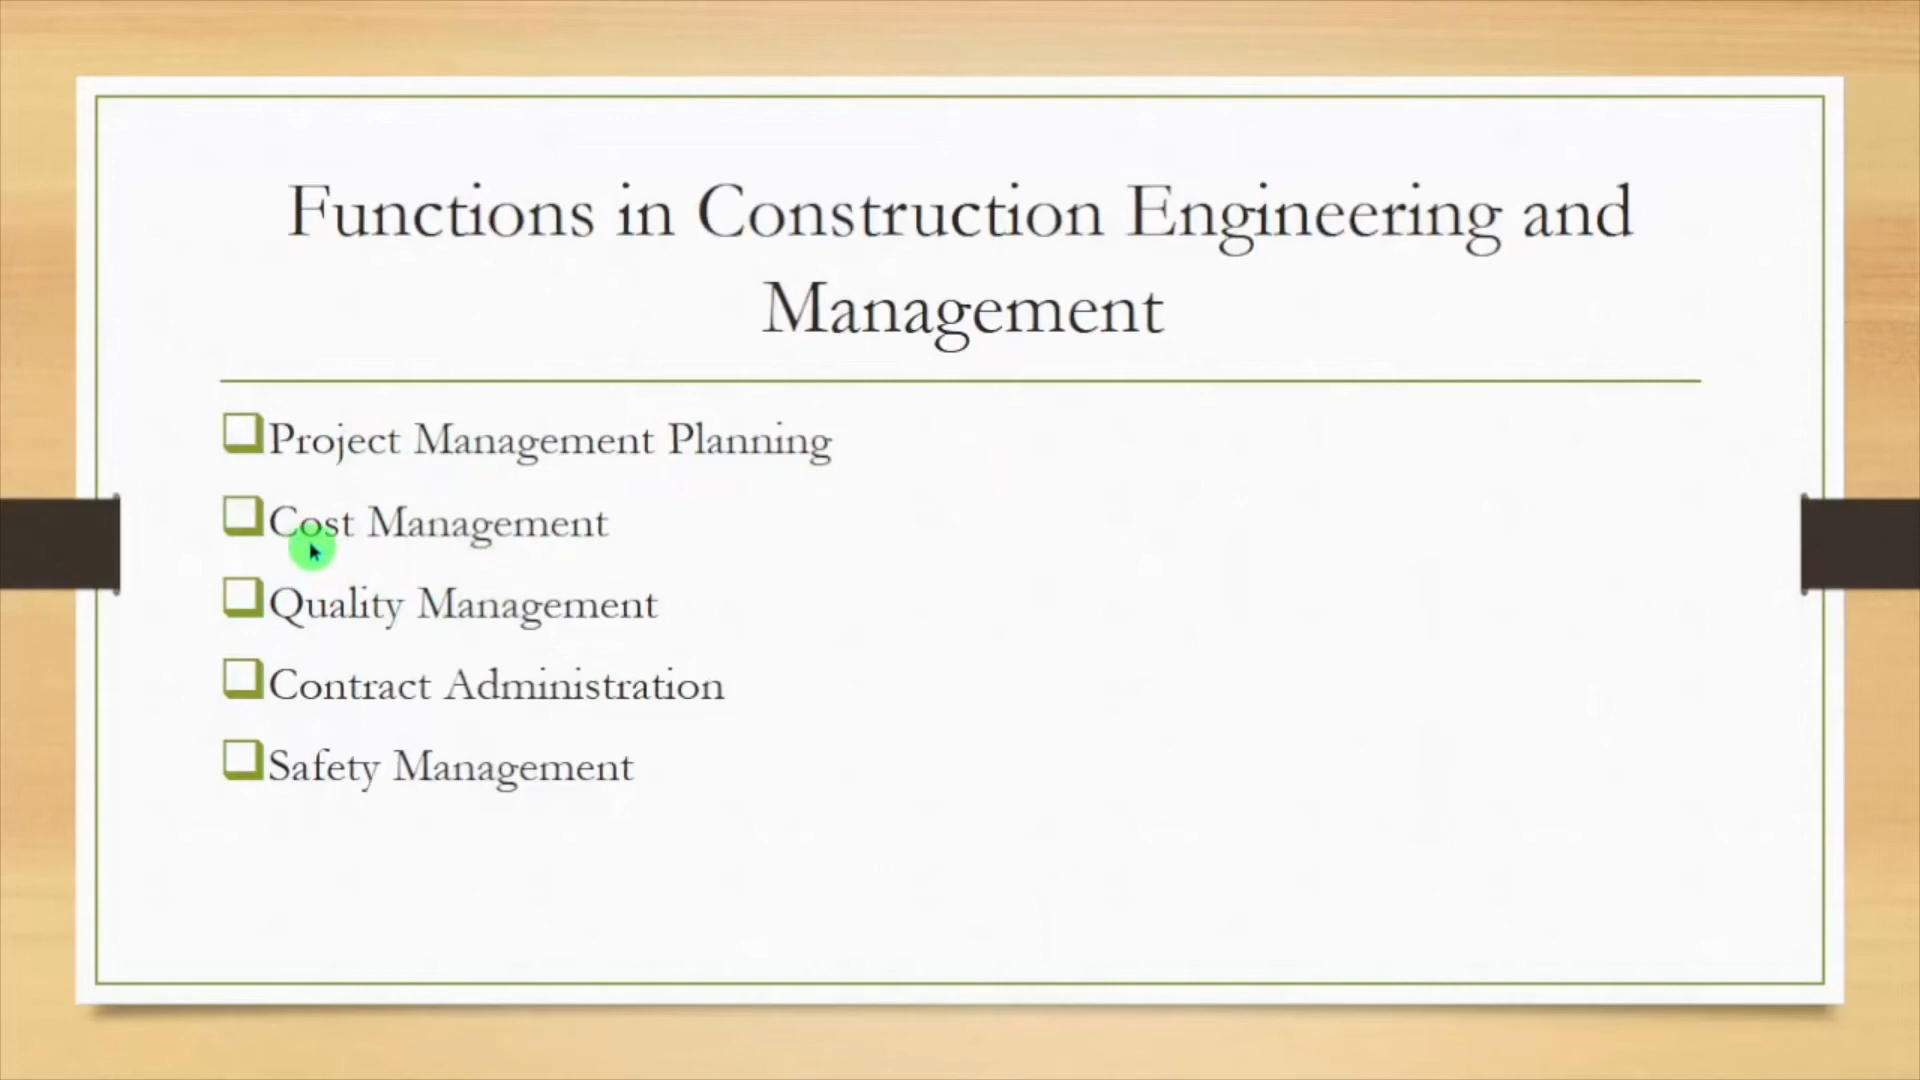 Functions in Construction Engineering and
Management
Project Management Planning
Cost Management
Quality Management
Contract Administration
Safety Management